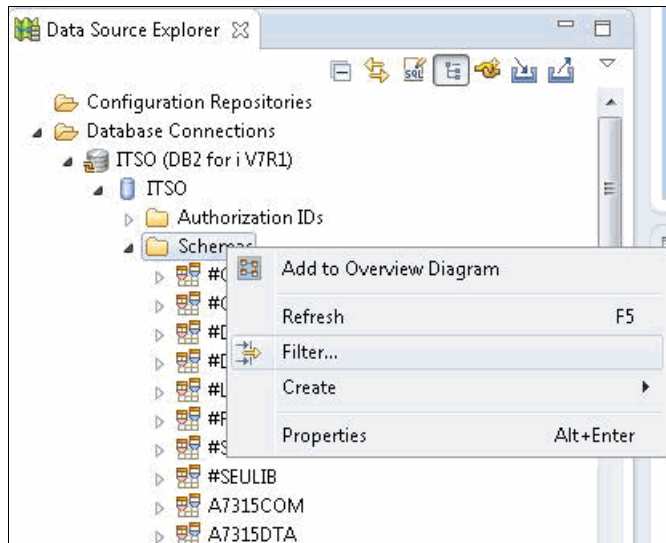 Data Source Explorer
SQL
Configuration Repositories
Database Connections
ITSO (DB2 for i V7R1)
ITSO
Authorization IDs
Schemas
Add to Overview Diagram
Refresh F5
Filter...
Create
Properties Alt+Enter
#SEULIB
A7315COM
A7315DTA